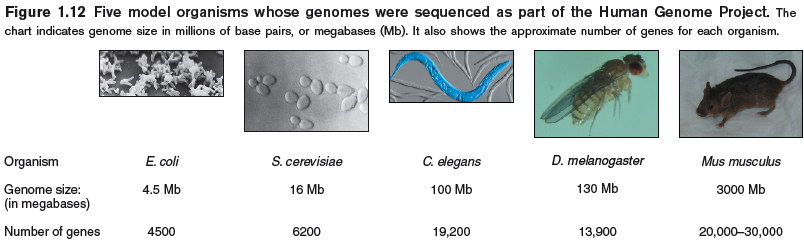 Figure 1.12 Five model organisms whose genomes were sequenced as part of the Human Genome Project. The
chart indicates genome size in millions of base pairs, or megabases (Mb). It also shows the approximate number of genes for each organism.
Organism E. coli S. cerevisiae C. elegans D. melanogaster Mus musculus
Genome size: 4.5 Mb 16 Mb 100 Mb 130 Mb 3000 Mb
(in megabases)
Number of genes 4500 6200 19,200 13,900 20,000–30,000